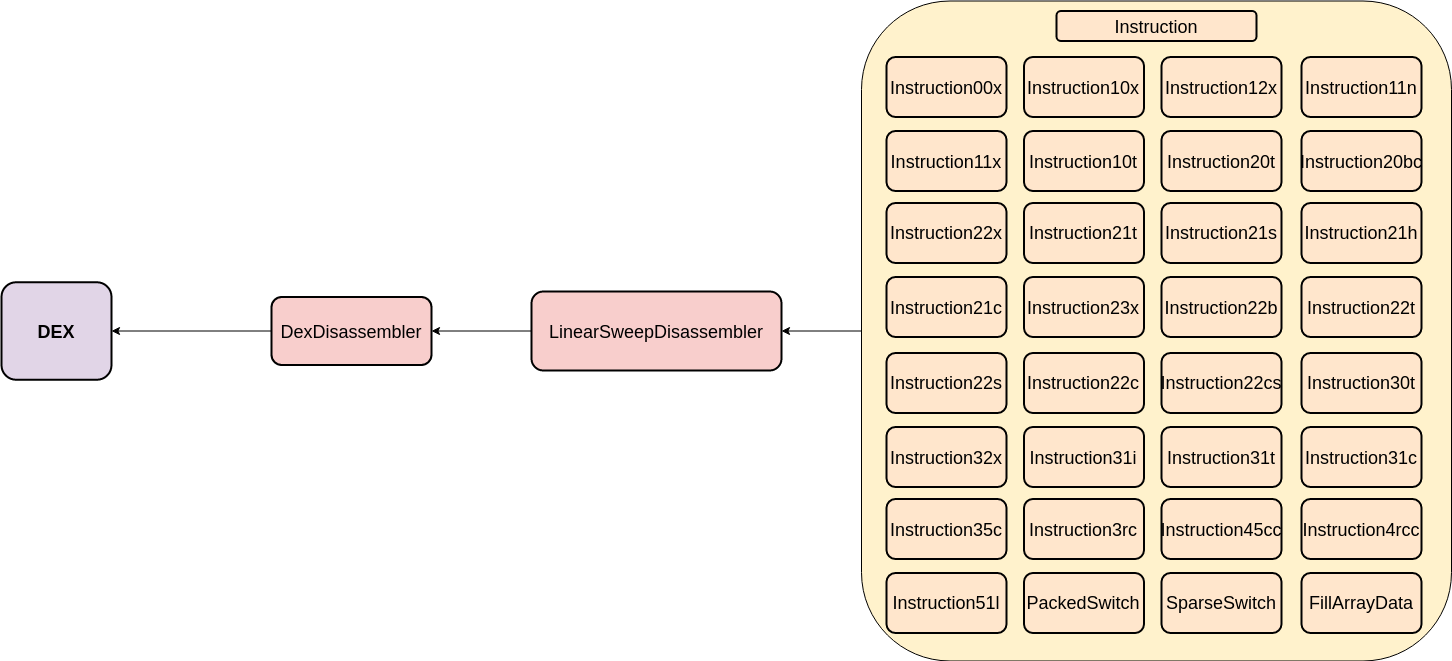 Instruction
Instruction00x
Instruction10x
Instruction12x
Instruction11n
Instruction11x
Instruction10t
Instruction20t
Instruction20bc
Instruction22x
Instruction21t
Instruction21s
Instruction21h
DEX
DexDisassembler
LinearSweepDisassembler
Instruction21c
Instruction23x
Instruction22b
Instruction22t
Instruction22s
Instruction22c
Instruction22cs
Instruction30t
Instruction32x
Instruction31i
Instruction31t
Instruction31c
Instruction35c
Instruction3rc
Instruction45cc
Instruction4rcc
Instruction51l
PackedSwitch
SparseSwitch
FillArrayData